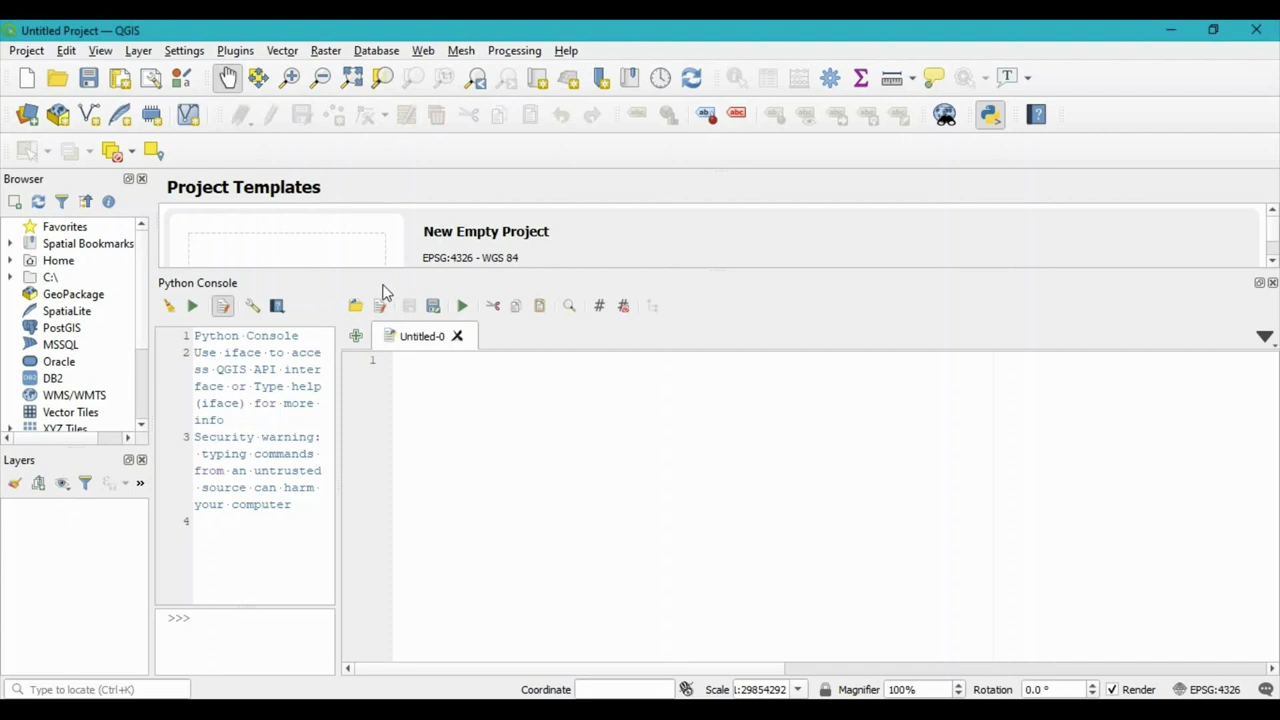 Untitled Project — QGIS
Project Edit View Layer Settings Plugins Vector Raster Database Web Mesh Processing Help
Browser
Favorites
Spatial Bookmarks
Home
C:\
GeoPackage
SpatiaLite
PostGIS
MSSQL
Oracle
DB2
WMS/WMTS
Vector Tiles
XYZ Tiles
Layers
Project Templates
New Empty Project
EPSG:4326 - WGS 84
Python Console
1 Python·Console
2 Use·iface·to·acce
ss·QGIS·API·inter
face·or·Type·help
(iface)·for·more·
info
3 Security·warning:
·typing·commands·
from·an·untrusted
·source·can·harm·
your·computer
4
>>>
Untitled-0
1
Type to locate (Ctrl+K)
Coordinate
Scale 1:29854292
Magnifier 100%
Rotation 0.0 °
Render
EPSG:4326